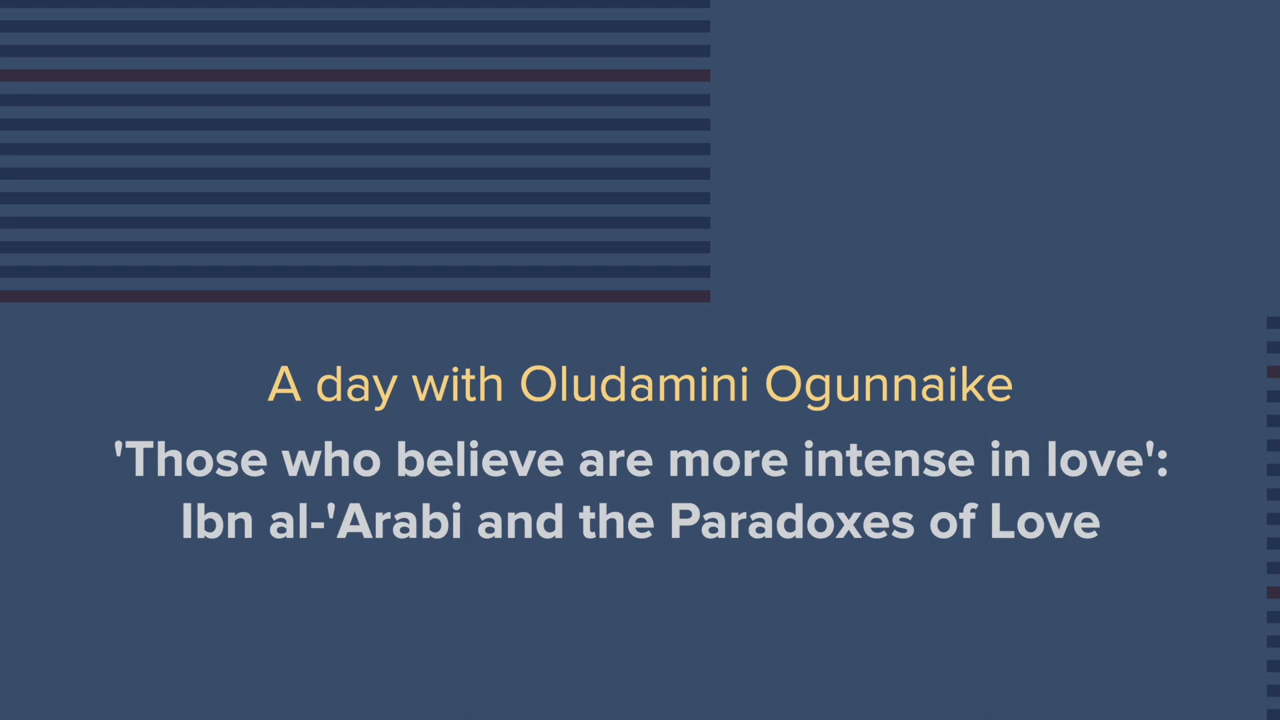 A day with Oludamini Ogunnaike
'Those who believe are more intense in love':
Ibn al-'Arabi and the Paradoxes of Love